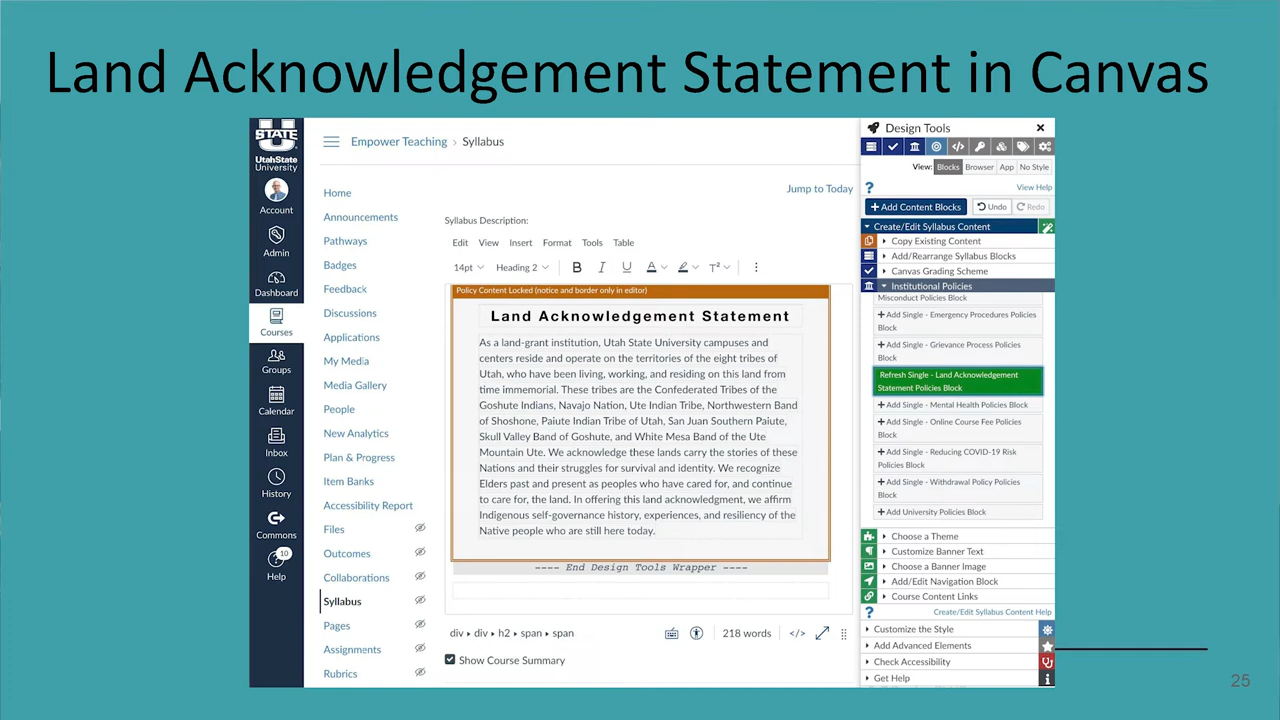 Land Acknowledgement Statement in Canvas
STATE
UtahState
University
Account
Admin
Dashboard
Courses
Groups
Calendar
Inbox
History
Commons
10
Help
Empower Teaching › Syllabus
Home
Announcements
Pathways
Badges
Feedback
Discussions
Applications
My Media
Media Gallery
People
New Analytics
Plan & Progress
Item Banks
Accessibility Report
Files
Outcomes
Collaborations
Syllabus
Pages
Assignments
Rubrics
Jump to Today
Syllabus Description:
Edit View Insert Format Tools Table
14pt Heading 2 B I U A T²
Policy Content Locked (notice and border only in editor)
Land Acknowledgement Statement
As a land-grant institution, Utah State University campuses and
centers reside and operate on the territories of the eight tribes of
Utah, who have been living, working, and residing on this land from
time immemorial. These tribes are the Confederated Tribes of the
Goshute Indians, Navajo Nation, Ute Indian Tribe, Northwestern Band
of Shoshone, Paiute Indian Tribe of Utah, San Juan Southern Paiute,
Skull Valley Band of Goshute, and White Mesa Band of the Ute
Mountain Ute. We acknowledge these lands carry the stories of these
Nations and their struggles for survival and identity. We recognize
Elders past and present as peoples who have cared for, and continue
to care for, the land. In offering this land acknowledgment, we affirm
Indigenous self-governance history, experiences, and resiliency of the
Native people who are still here today.
---- End Design Tools Wrapper ----
div ▸ div ▸ h2 ▸ span ▸ span
218 words </>
Show Course Summary
Design Tools
View: Blocks Browser App No Style
? View Help
+ Add Content Blocks Undo Redo
Create/Edit Syllabus Content
Copy Existing Content
Add/Rearrange Syllabus Blocks
Canvas Grading Scheme
Institutional Policies
Misconduct Policies Block
+ Add Single - Emergency Procedures Policies
Block
+ Add Single - Grievance Process Policies
Block
Refresh Single - Land Acknowledgement
Statement Policies Block
+ Add Single - Mental Health Policies Block
+ Add Single - Online Course Fee Policies
Block
+ Add Single - Reducing COVID-19 Risk
Policies Block
+ Add Single - Withdrawal Policy Policies
Block
+ Add University Policies Block
Choose a Theme
Customize Banner Text
Choose a Banner Image
Add/Edit Navigation Block
Course Content Links
? Create/Edit Syllabus Content Help
Customize the Style
Add Advanced Elements
Check Accessibility
Get Help
25